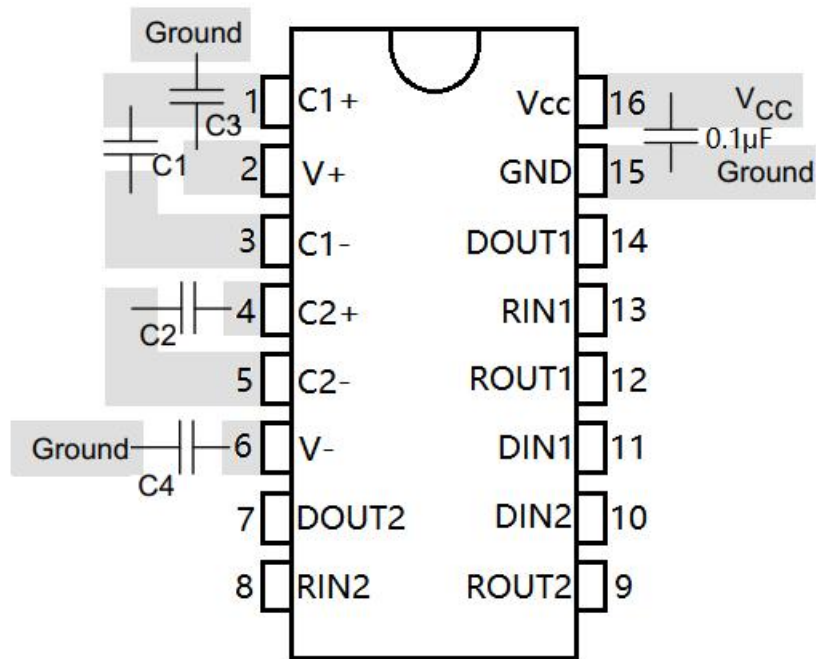 Ground
1 C1+ Vcc 16 VCC
C3
C1
0.1μF
2 V+ GND 15 Ground
3 C1- DOUT1 14
4 C2+ RIN1 13
C2
5 C2- ROUT1 12
Ground 6 V- DIN1 11
C4
7 DOUT2 DIN2 10
8 RIN2 ROUT2 9